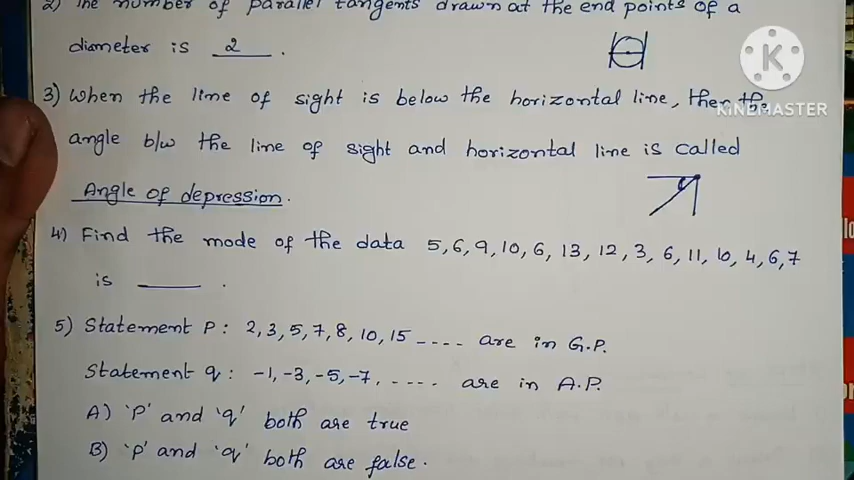 2) The number of parallel tangents drawn at the end points of a
diameter is 2 .
3) When the line of sight is below the horizontal line, then the
angle b/w the line of sight and horizontal line is called
Angle of depression.
4) Find the mode of the data 5, 6, 9, 10, 6, 13, 12, 3, 6, 11, 10, 4, 6, 7
is ______ .
5) Statement P : 2, 3, 5, 7, 8, 10, 15 ---- are in G.P.
Statement q : -1, -3, -5, -7, .... are in A.P.
A) 'P' and 'q' both are true
B) 'P' and 'q' both are false.
K
KINEMASTER